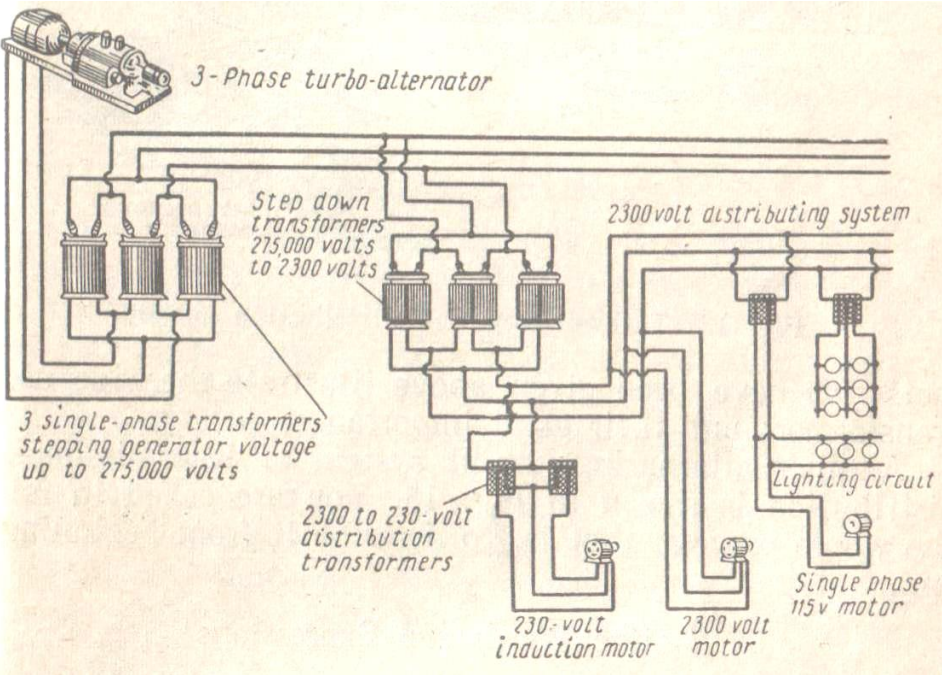 3-Phase turbo-alternator
Step down
transformers
275,000 volts
to 2300 volts
2300 volt distributing system
3 single-phase transformers
stepping generator voltage
up to 275,000 volts
Lighting circuit
2300 to 230-volt
distribution
transformers
Single phase
115v motor
230-volt
induction motor
2300 volt
motor